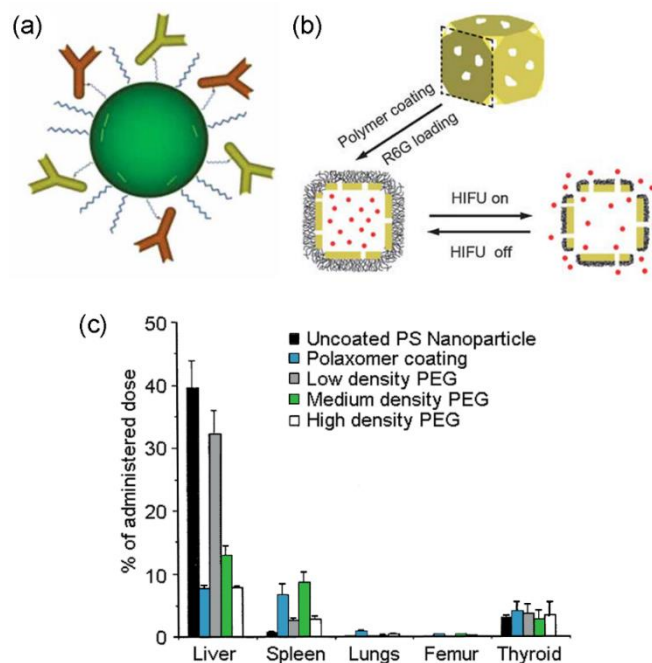 (a)
(b)
Polymer coating
R6G loading
HIFU on
HIFU off
(c)
50
40
30
20
10
0
% of administered dose
Uncoated PS Nanoparticle
Polaxomer coating
Low density PEG
Medium density PEG
High density PEG
Liver Spleen Lungs Femur Thyroid